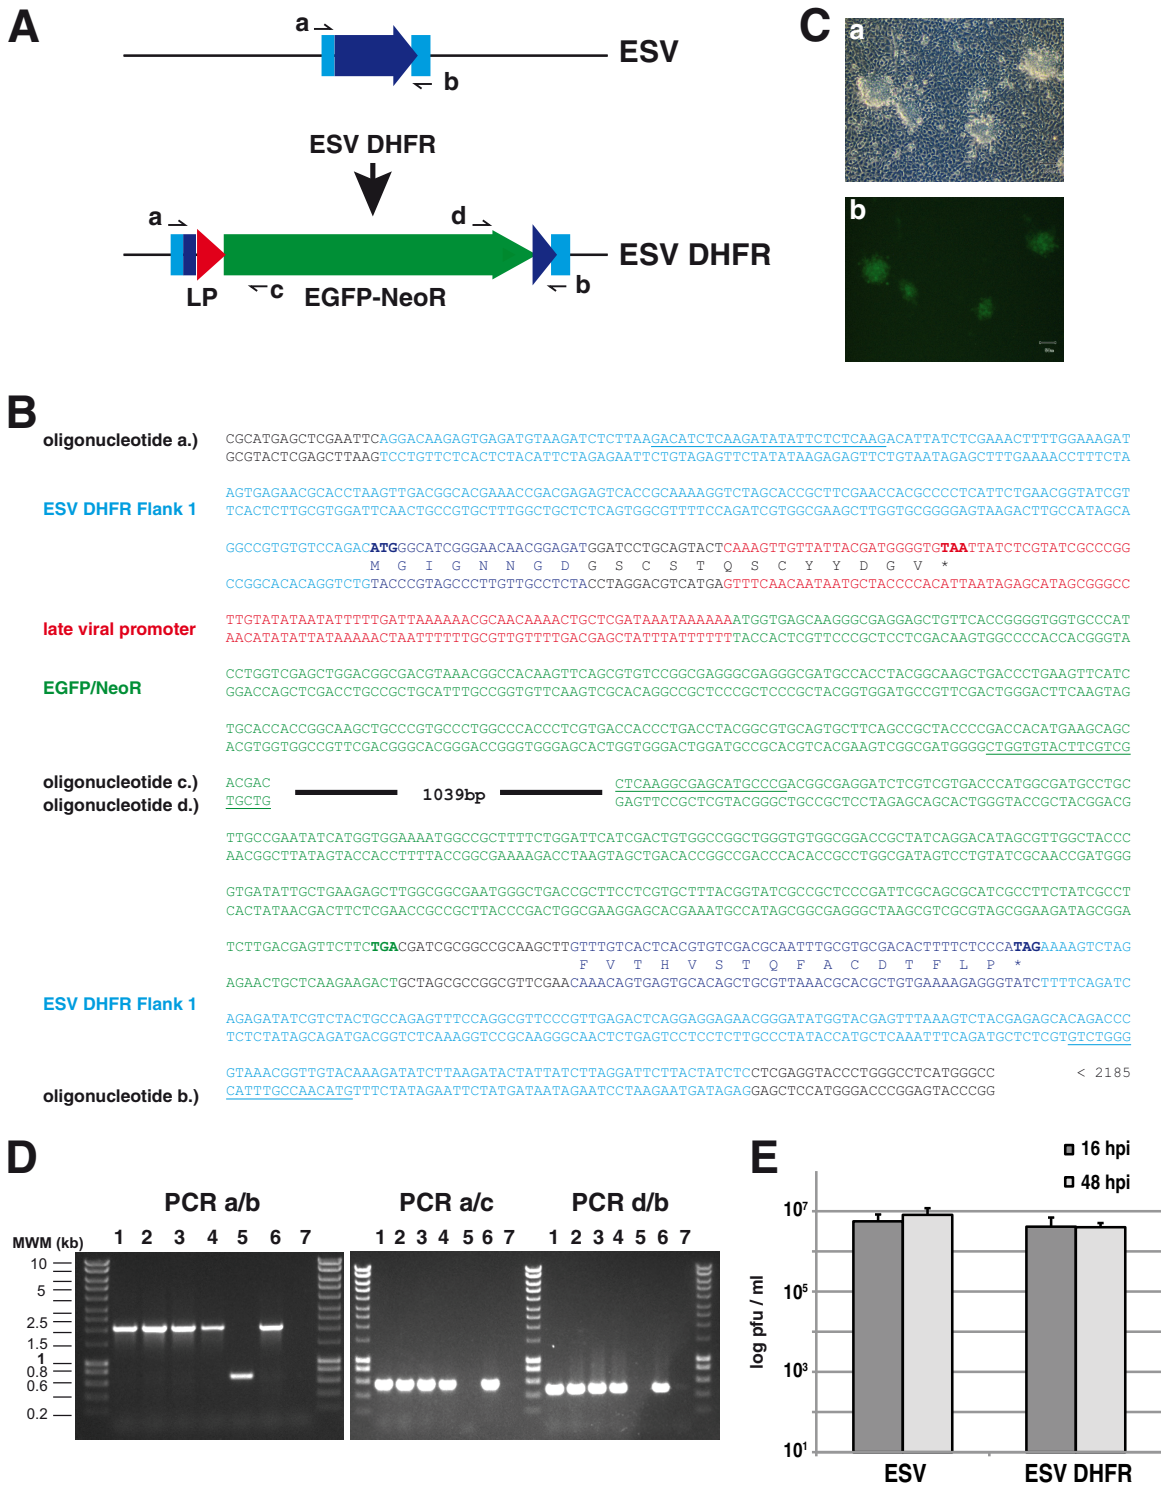 A
a
ESV
b
ESV DHFR
a
d
ESV DHFR
LP
c
EGFP-NeoR
b
C
a
b
B
oligonucleotide a.)
CGCATGAGCTCGAATTCAGGACAAGAGTGAGATGTAAGATCTCTTAAGACATCTCAAGATATATTCTCTCAAGACATTATCTCGAAACTTTTGGAAAGAT
GCGTACTCGAGCTTAAGTCCTGTTCTCACTCTACATTCTAGAGAATTCTGTAGAGTTCTATATAAGAGAGTTCTGTAATAGAGCTTTGAAAACCTTTCTA
ESV DHFR Flank 1
AGTGAGAACGCACCTAAGTTGACGGCACGAAACCGACGAGAGTCACCGCAAAAGGTCTAGCACCGCTTCGAACCACGCCCCTCATTCTGAACGGTATCGT
TCACTCTTGCGTGGATTCAACTGCCGTGCTTTGGCTGCTCTCAGTGGCGTTTTCCAGATCGTGGCGAAGCTTGGTGCGGGGAGTAAGACTTGCCATAGCA
GGCCGTGTGTCCAGACATGGGCATCGGGAACAACGGAGATGGATCCTGCAGTACTCAAAGTTGTTATTACGATGGGGTGTAATTATCTCGTATCGCCCGG
M G I G N N G D G S C S T Q S C Y Y D G V *
CCGGCACACAGGTCTGTACCCGTAGCCCTTGTTGCCTCTACCTAGGACGTCATGAGTTTCAACAATAATGCTACCCCACATTAATAGAGCATAGCGGGCC
late viral promoter
TTGTATATAATATTTTTGATTAAAAAACGCAACAAAACTGCTCGATAAATAAAAAAATGGTGAGCAAGGGCGAGGAGCTGTTCACCGGGGTGGTGCCCAT
AACATATATTATAAAAACTAATTTTTTGCGTTGTTTTGACGAGCTATTTATTTTTTTACCACTCGTTCCCGCTCCTCGACAAGTGGCCCCACCACGGGTA
EGFP/NeoR
CCTGGTCGAGCTGGACGGCGACGTAAACGGCCACAAGTTCAGCGTGTCCGGCGAGGGCGAGGGCGATGCCACCTACGGCAAGCTGACCCTGAAGTTCATC
GGACCAGCTCGACCTGCCGCTGCATTTGCCGGTGTTCAAGTCGCACAGGCCGCTCCCGCTCCCGCTACGGTGGATGCCGTTCGACTGGGACTTCAAGTAG
TGCACCACCGGCAAGCTGCCCGTGCCCTGGCCCACCCTCGTGACCACCCTGACCTACGGCGTGCAGTGCTTCAGCCGCTACCCCGACCACATGAAGCAGC
ACGTGGTGGCCGTTCGACGGGCACGGGACCGGGTGGGAGCACTGGTGGGACTGGATGCCGCACGTCACGAAGTCGGCGATGGGGCTGGTGTACTTCGTCG
oligonucleotide c.)
oligonucleotide d.)
ACGAC
TGCTG
1039bp
CTCAAGGCGAGCATGCCCGACGGCGAGGATCTCGTCGTGACCCATGGCGATGCCTGC
GAGTTCCGCTCGTACGGGCTGCCGCTCCTAGAGCAGCACTGGGTACCGCTACGGACG
TTGCCGAATATCATGGTGGAAAATGGCCGCTTTTCTGGATTCATCGACTGTGGCCGGCTGGGTGTGGCGGACCGCTATCAGGACATAGCGTTGGCTACCC
AACGGCTTATAGTACCACCTTTTACCGGCGAAAAGACCTAAGTAGCTGACACCGGCCGACCCACACCGCCTGGCGATAGTCCTGTATCGCAACCGATGGG
GTGATATTGCTGAAGAGCTTGGCGGCGAATGGGCTGACCGCTTCCTCGTGCTTTACGGTATCGCCGCTCCCGATTCGCAGCGCATCGCCTTCTATCGCCT
CACTATAACGACTTCTCGAACCGCCGCTTACCCGACTGGCGAAGGAGCACGAAATGCCATAGCGGCGAGGGCTAAGCGTCGCGTAGCGGAAGATAGCGGA
TCTTGACGAGTTCTTCTGACGATCGCGGCCGCAAGCTTGTTTGTCACTCACGTGTCGACGCAATTTGCGTGCGACACTTTTCTCCCATAGAAAAGTCTAG
F V T H V S T Q F A C D T F L P *
AGAACTGCTCAAGAAGACTGCTAGCGCCGGCGTTCGAACAAACAGTGAGTGCACAGCTGCGTTAAACGCACGCTGTGAAAAGAGGGTATCTTTTCAGATC
ESV DHFR Flank 1
AGAGATATCGTCTACTGCCAGAGTTTCCAGGCGTTCCCGTTGAGACTCAGGAGGAGAACGGGATATGGTACGAGTTTAAAGTCTACGAGAGCACAGACCC
TCTCTATAGCAGATGACGGTCTCAAAGGTCCGCAAGGGCAACTCTGAGTCCTCCTCTTGCCCTATACCATGCTCAAATTTCAGATGCTCTCGTGTCTGGG
GTAAACGGTTGTACAAAGATATCTTAAGATACTATTATCTTAGGATTCTTACTATCTCCTCGAGGTACCCTGGGCCTCATGGGCC < 2185
oligonucleotide b.)
CATTTGCCAACATGTTTCTATAGAATTCTATGATAATAGAATCCTAAGAATGATAGAGGAGCTCCATGGGACCCGGAGTACCCGG
D
PCR a/b
PCR a/c
PCR d/b
MWM (kb)
1 2 3 4 5 6 7
1 2 3 4 5 6 7
1 2 3 4 5 6 7
10
5
2.5
1.5
1
0.8
0.6
0.2
E
16 hpi
48 hpi
log pfu / ml
10⁷
10⁵
10³
10¹
ESV
ESV DHFR